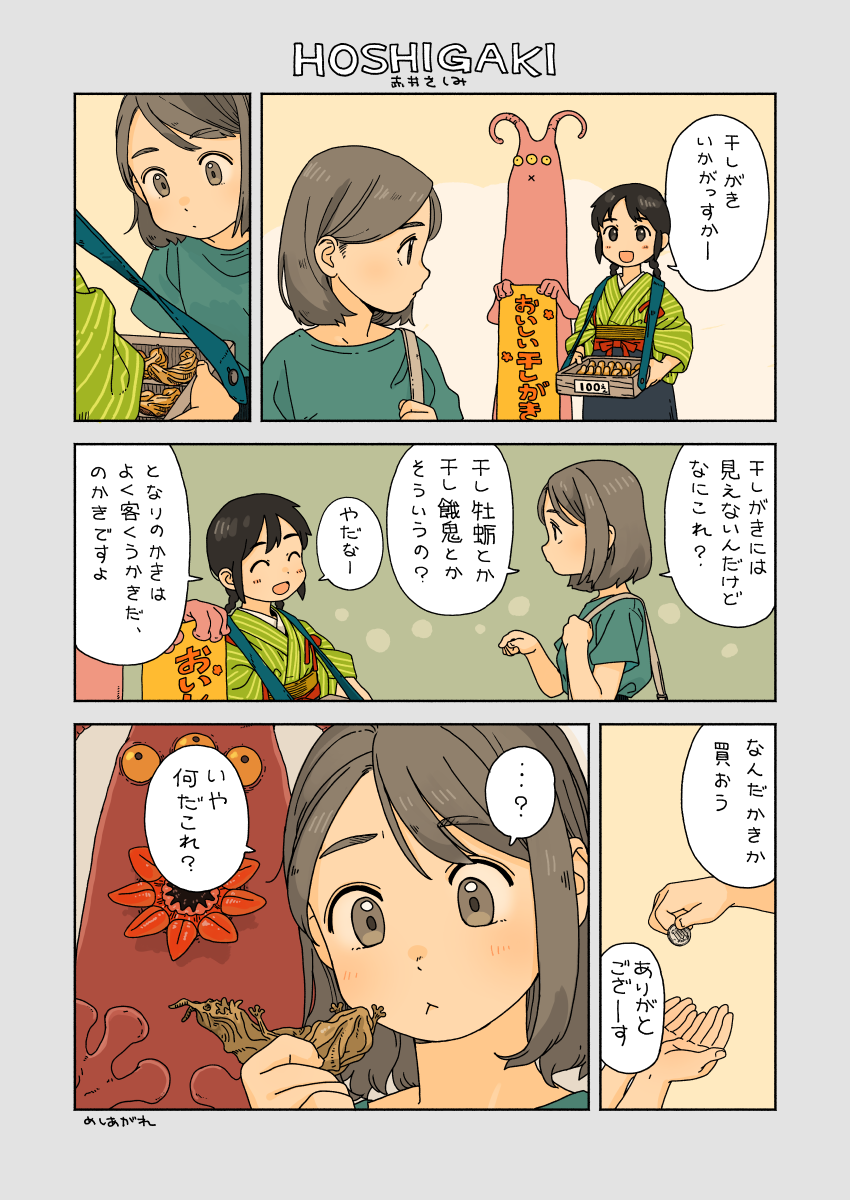 HOSHIGAKI
赤井さしみ
干しがき
いかがっすかー
おいしい干しがき
100えん
干しがきには
見えないんだけど
なにこれ?
干し牡蛎とか
干し餓鬼とか
そういうの?
やだなー
となりのかきは
よく客くうかきだ、
のかきですよ
おいし
なんだかきか
買おう
ありがと
ござーす
…?
いや
何だこれ?
めしあがれ